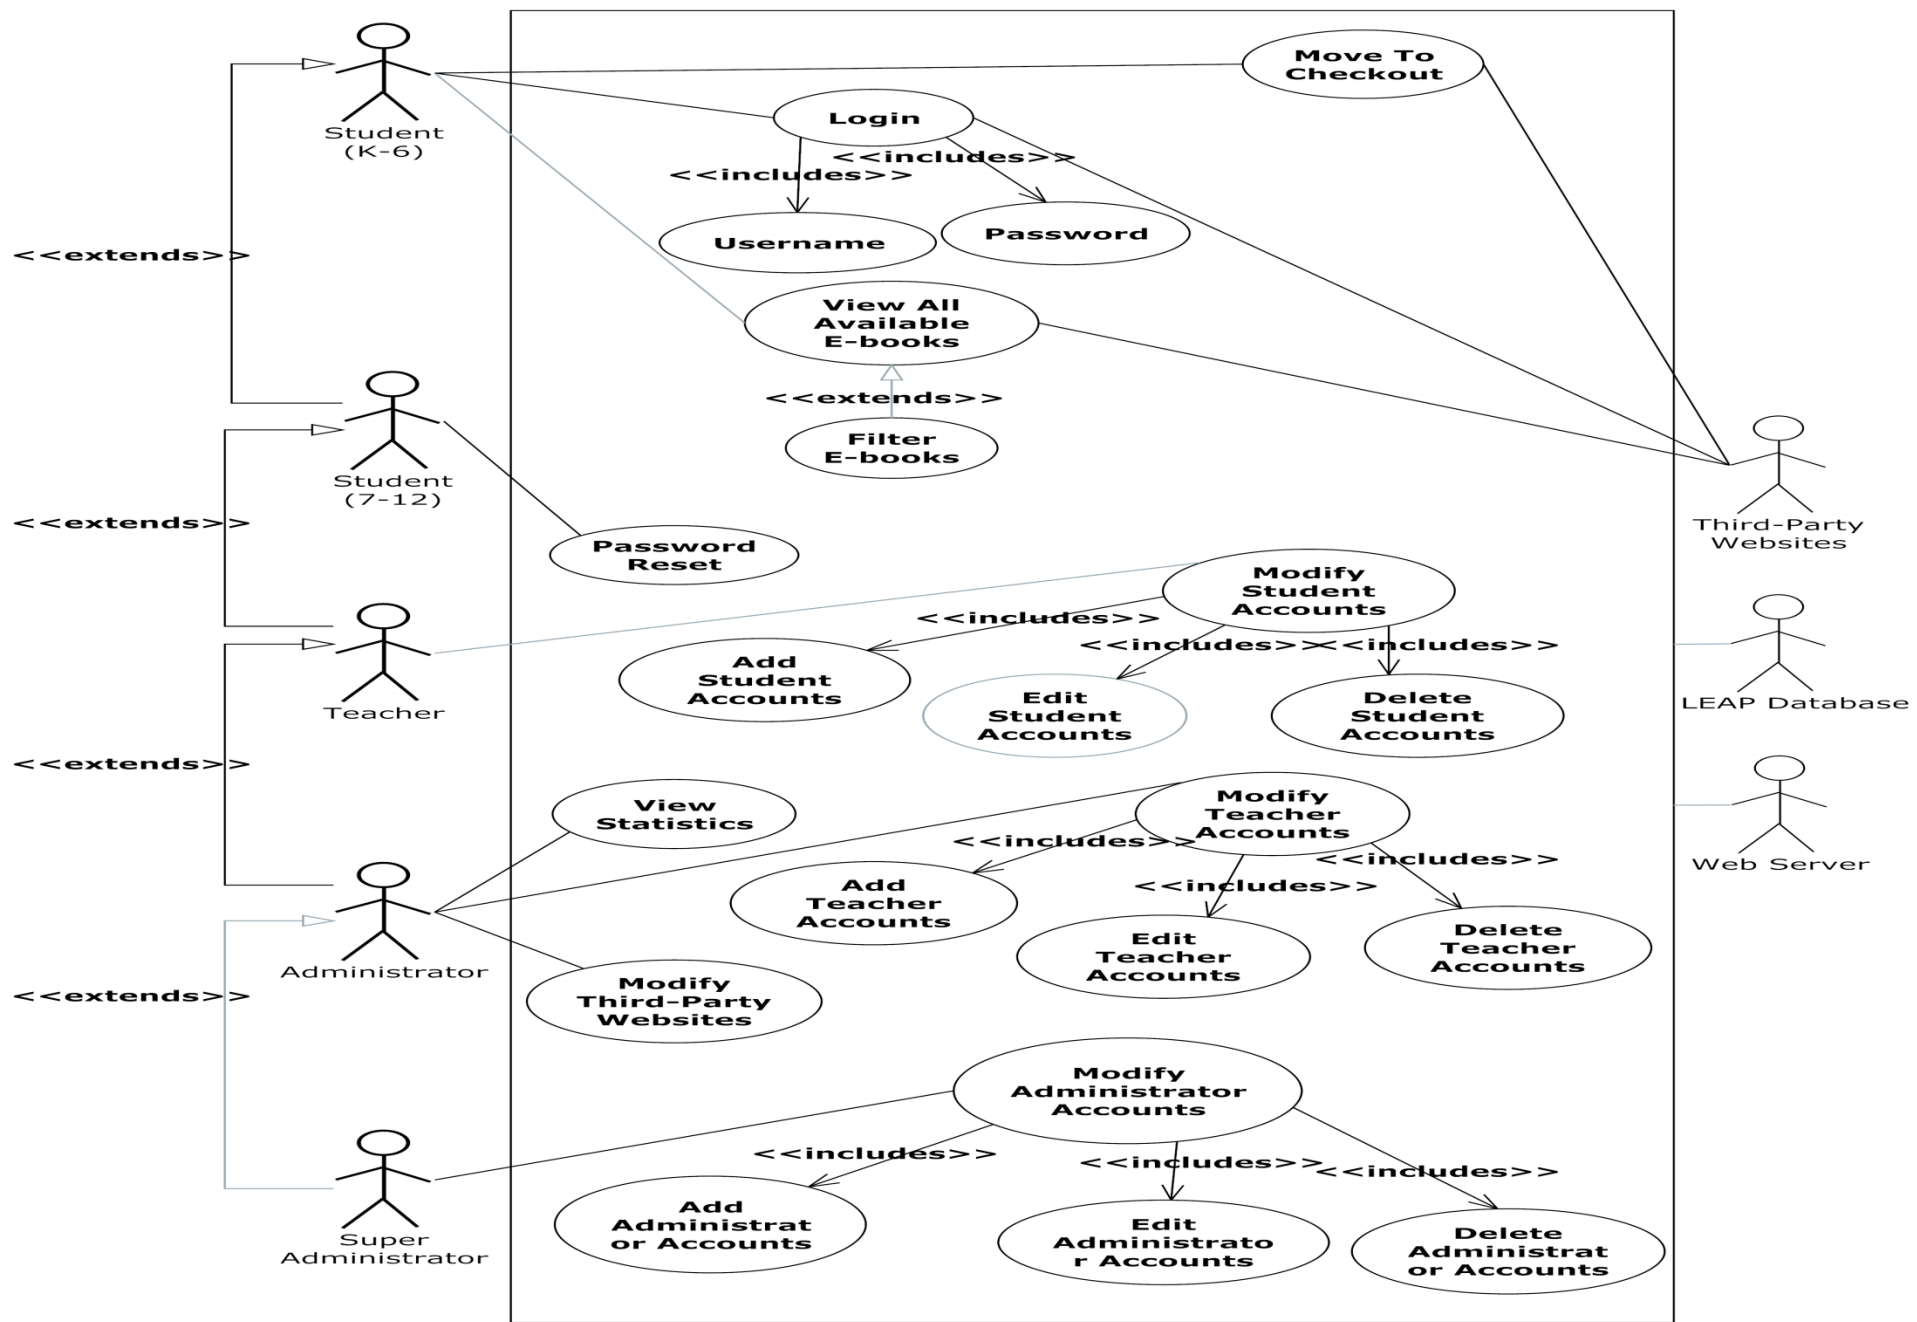 Move To
Checkout
Login
Student
(K-6)
<<includes>>
<<includes>>
Username
Password
<<extends>>
View All
Available
E-books
<<extends>>
Filter
E-books
Student
(7-12)
Third-Party
Websites
<<extends>>
Password
Reset
Modify
Student
Accounts
<<includes>>
<<includes>>
<<includes>>
Add
Student
Accounts
Edit
Student
Accounts
Delete
Student
Accounts
Teacher
LEAP Database
<<extends>>
View
Statistics
Modify
Teacher
Accounts
<<includes>>
<<includes>>
<<includes>>
Web Server
Add
Teacher
Accounts
Edit
Teacher
Accounts
Delete
Teacher
Accounts
Administrator
<<extends>>
Modify
Third-Party
Websites
Modify
Administrator
Accounts
<<includes>>
<<includes>>
<<includes>>
Add
Administrat
or Accounts
Edit
Administrato
r Accounts
Delete
Administrat
or Accounts
Super
Administrator